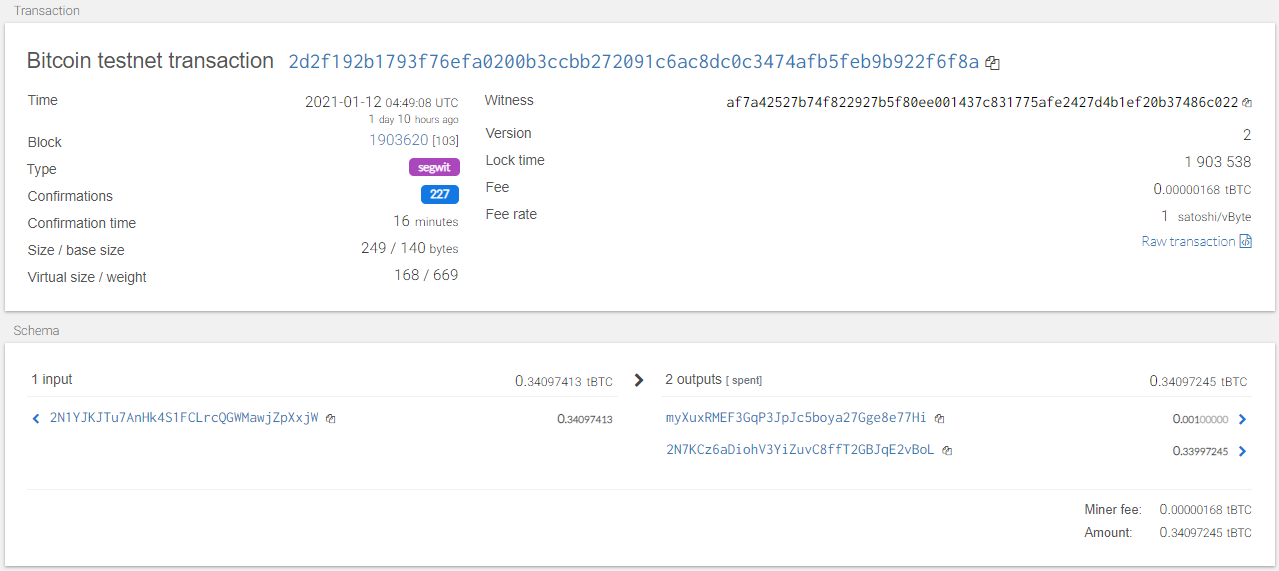 Transaction
Bitcoin testnet transaction 2d2f192b1793f76efa0200b3ccbb272091c6ac8dc0c3474afb5feb9b922f6f8a
Time 2021-01-12 04:49:08 UTC
1 day 10 hours ago
Block 1903620 [103]
Type segwit
Confirmations 227
Confirmation time 16 minutes
Size / base size 249 / 140 bytes
Virtual size / weight 168 / 669
Witness af7a42527b74f822927b5f80ee001437c831775afe2427d4b1ef20b37486c022
Version 2
Lock time 1 903 538
Fee 0.00000168 tBTC
Fee rate 1 satoshi/vByte
Raw transaction
Schema
1 input 0.34097413 tBTC
2N1YJKJTu7AnHk4S1FCLrcQGWMawjZpXxjW 0.34097413
2 outputs [ spent] 0.34097245 tBTC
myXuxRMEF3GqP3JpJc5boya27Gge8e77Hi 0.00100000
2N7KCz6aDiohV3YiZuvC8ffT2GBJqE2vBoL 0.33997245
Miner fee: 0.00000168 tBTC
Amount: 0.34097245 tBTC